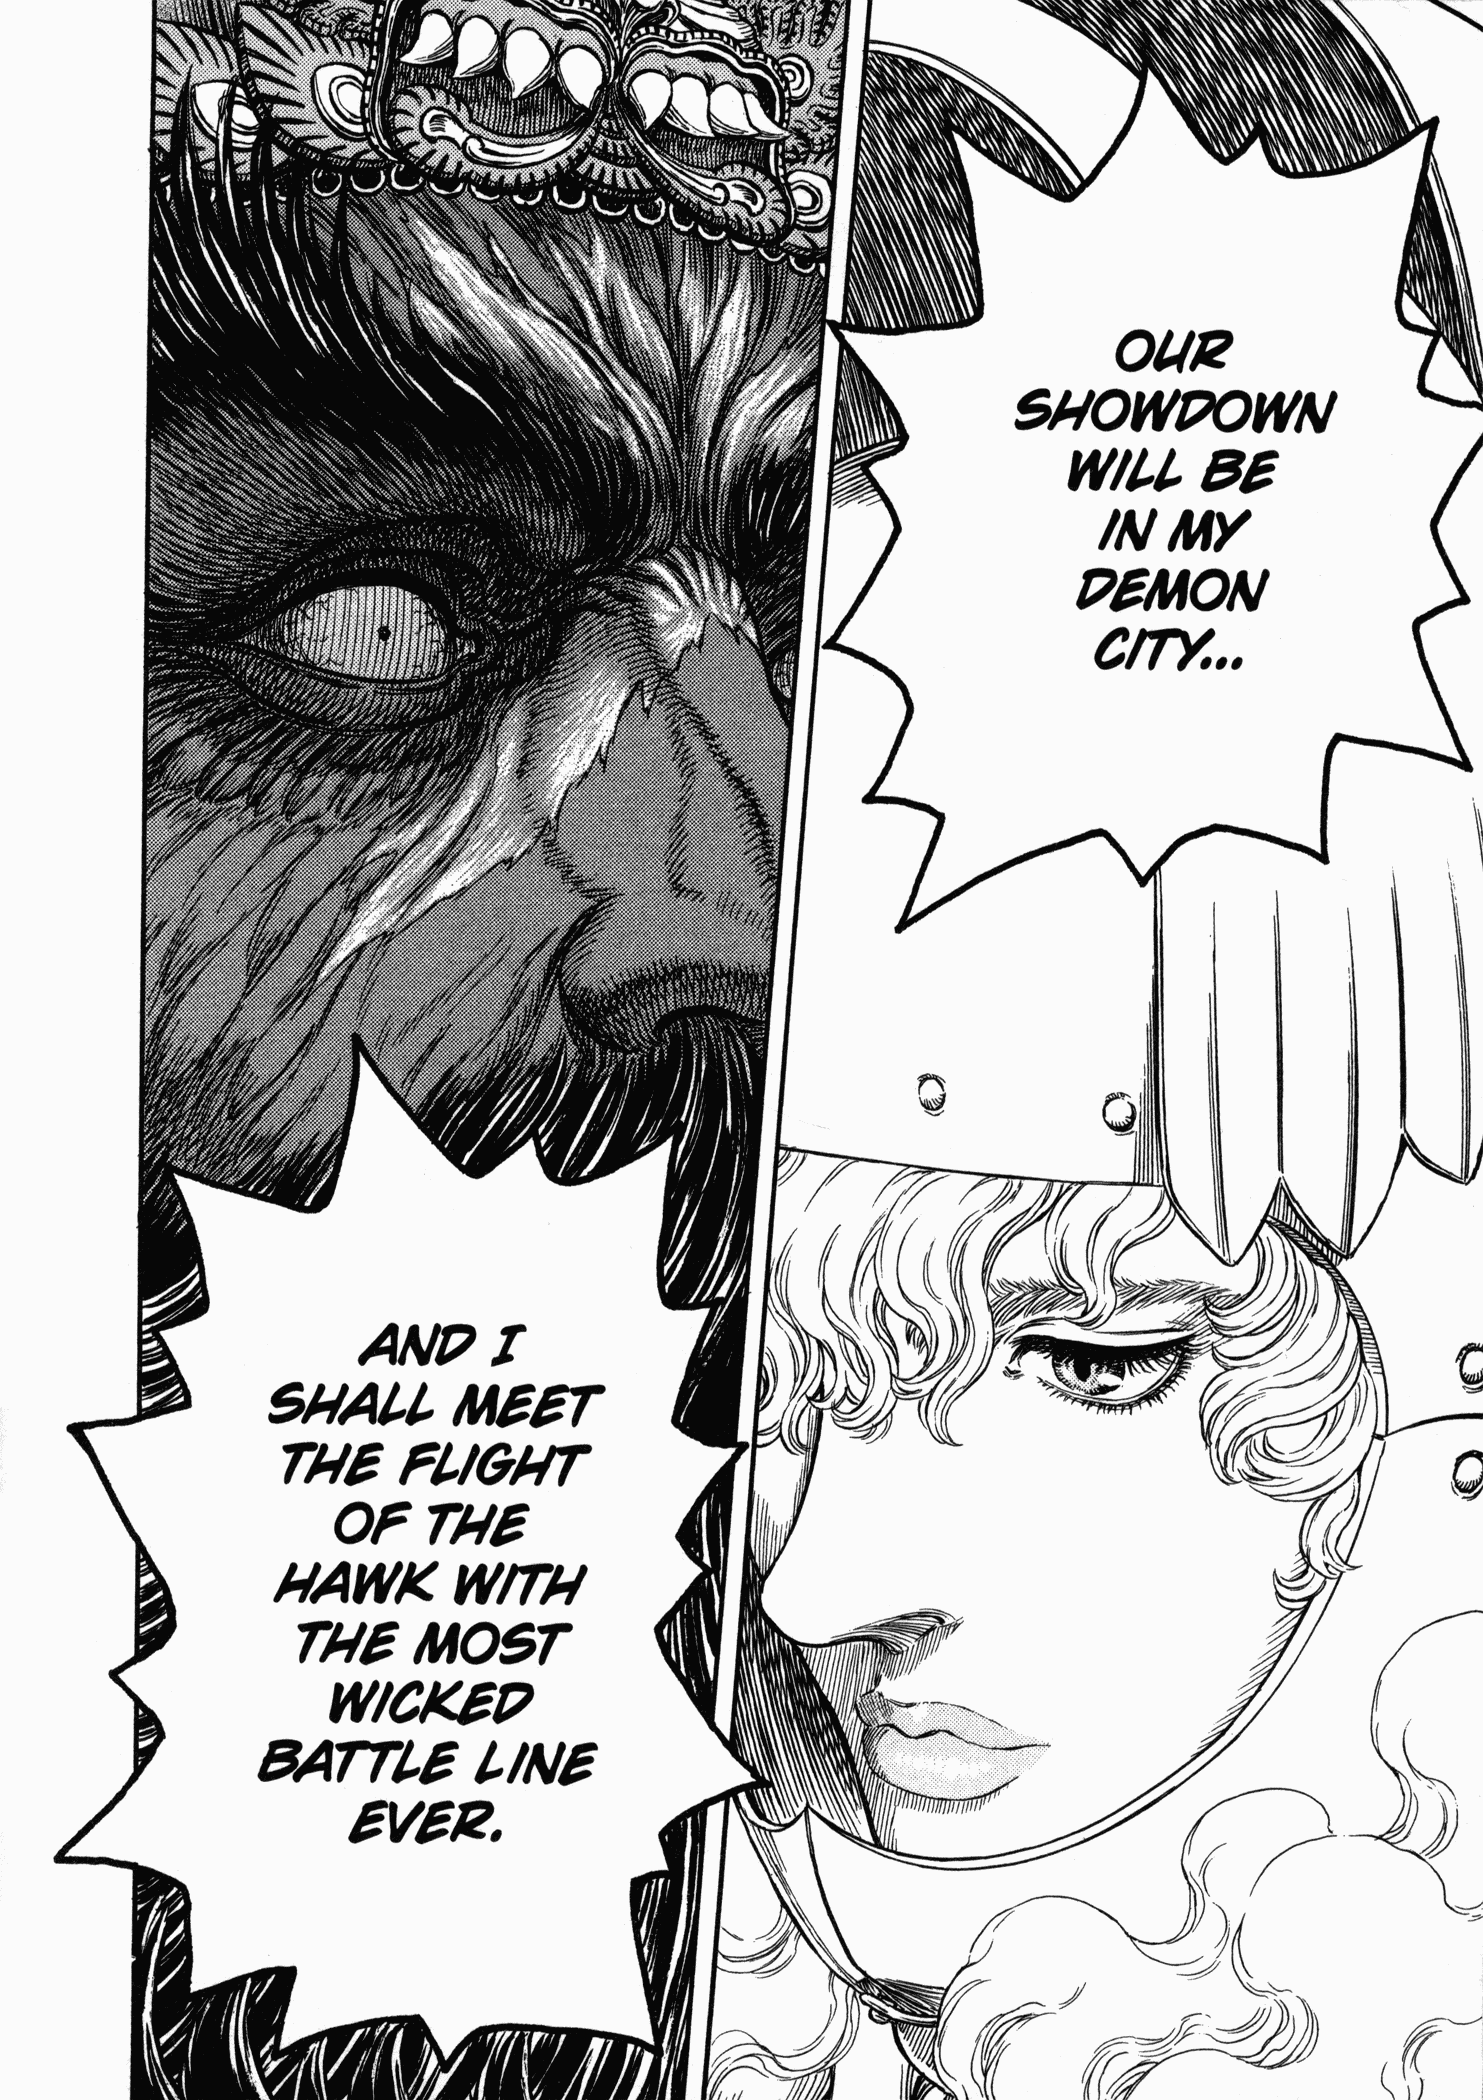 OUR
SHOWDOWN
WILL BE
IN MY
DEMON
CITY...
AND I
SHALL MEET
THE FLIGHT
OF THE
HAWK WITH
THE MOST
WICKED
BATTLE LINE
EVER.